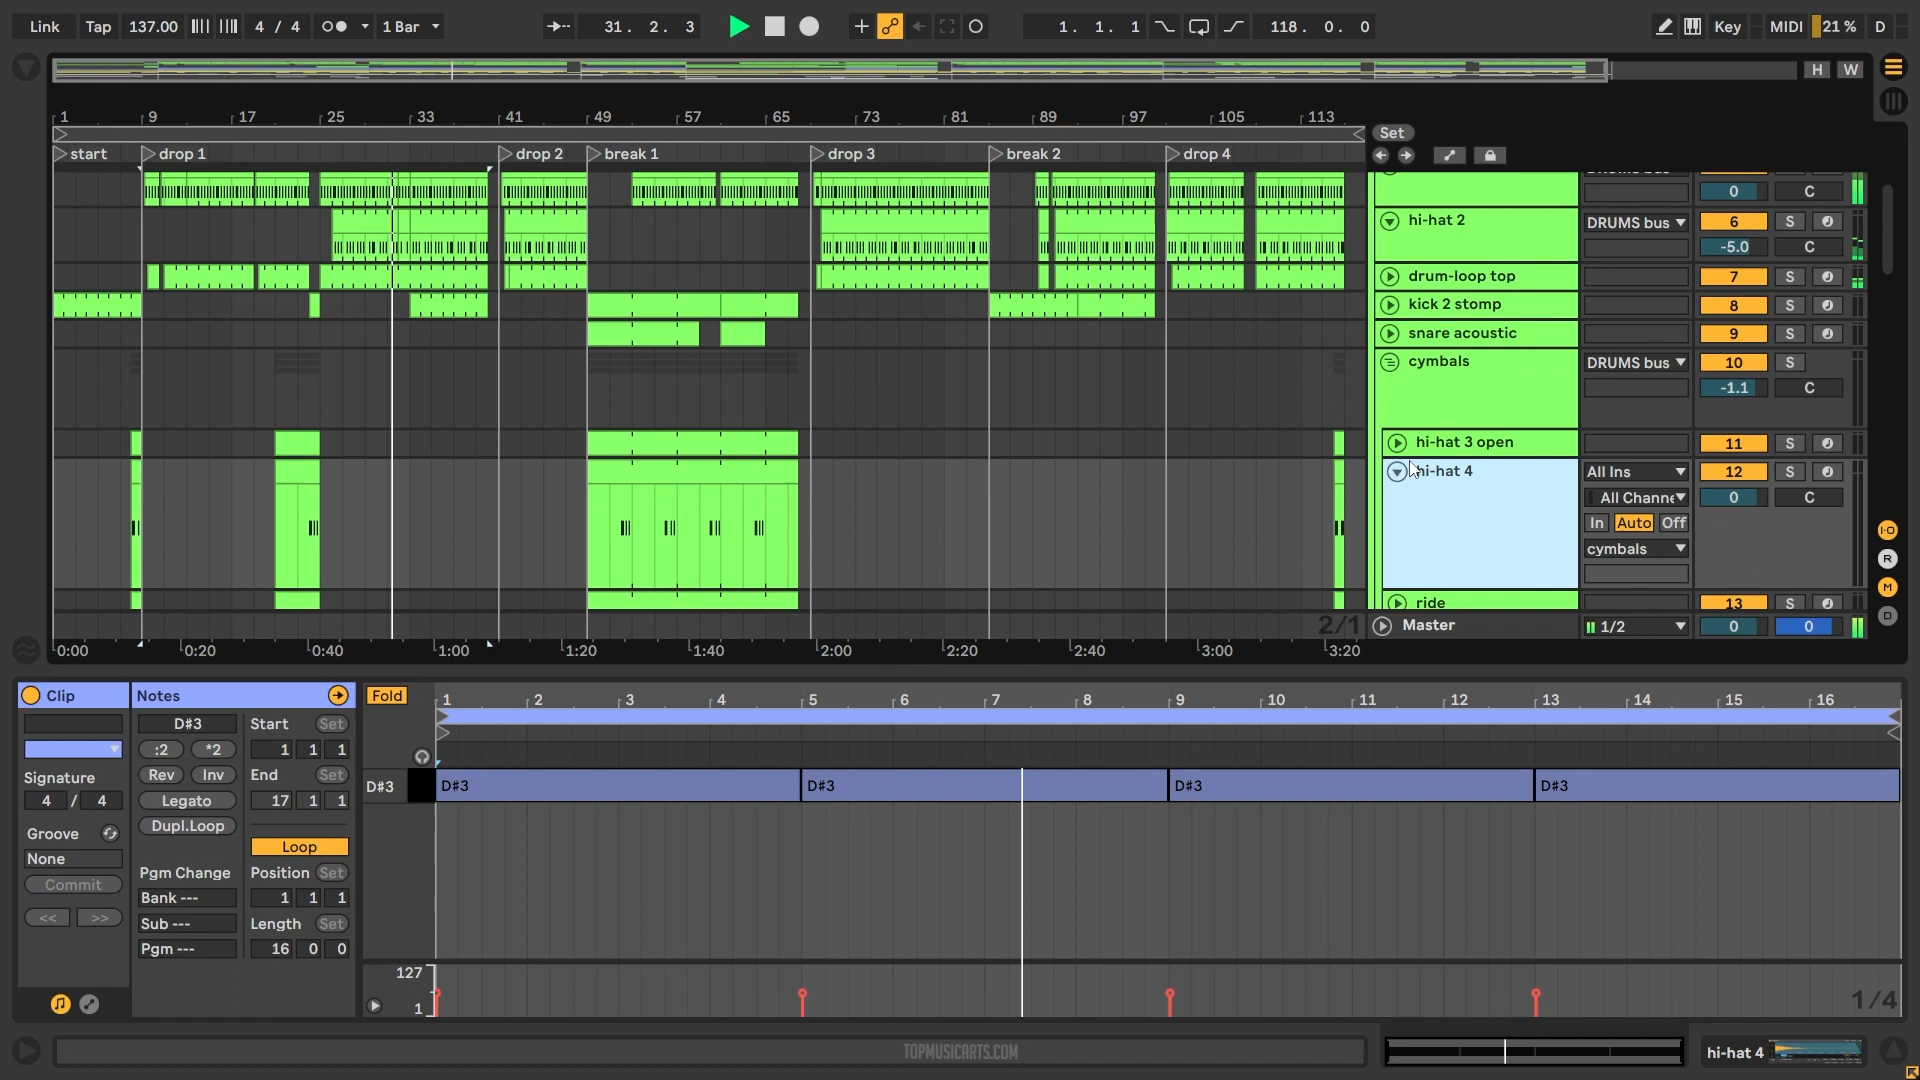 Link Tap 137.00 4 / 4 1 Bar 31. 2. 3 1. 1. 1 118. 0. 0 Key MIDI 21 % D
H W
1 9 17 25 33 41 49 57 65 73 81 89 97 105 113
Set
start drop 1 drop 2 break 1 drop 3 break 2 drop 4
0 C
hi-hat 2 DRUMS bus 6 S
-5.0 C
drum-loop top 7 S
kick 2 stomp 8 S
snare acoustic 9 S
cymbals DRUMS bus 10 S
-1.1 C
hi-hat 3 open 11 S
hi-hat 4 All Ins 12 S
All Channe 0 C
In Auto Off
cymbals
ride 13 S
2/1 Master 1/2 0 0
0:00 0:20 0:40 1:00 1:20 1:40 2:00 2:20 2:40 3:00 3:20
I·O
R
M
D
Clip Notes Fold 1 2 3 4 5 6 7 8 9 10 11 12 13 14 15 16
D#3 Start Set
:2 *2 1 1 1
Signature Rev Inv End Set
4 / 4 Legato 17 1 1
Groove Dupl.Loop
None Loop
Commit Pgm Change Position Set
Bank --- 1 1 1
<< >> Sub --- Length Set
Pgm --- 16 0 0
D#3 D#3 D#3 D#3 D#3
127
1 1/4
TOPMUSICARTS.COM hi-hat 4